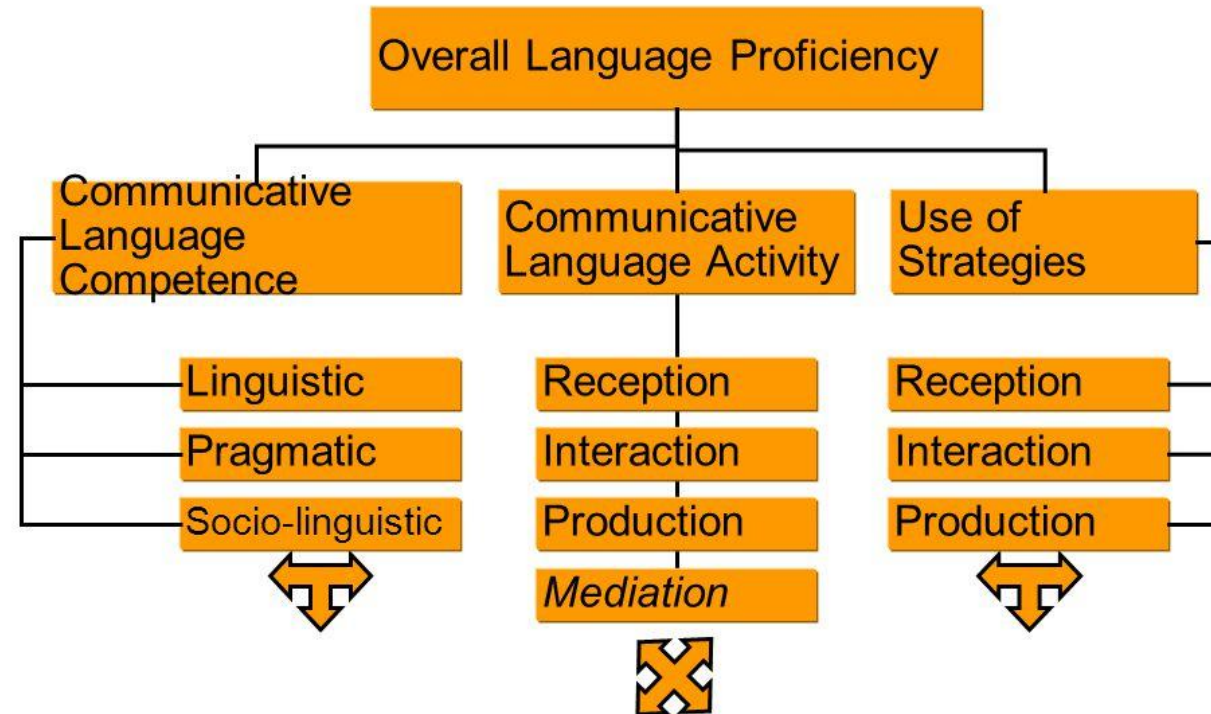 Overall Language Proficiency
Communicative
Language
Competence
Communicative
Language Activity
Use of
Strategies
Linguistic
Pragmatic
Socio-linguistic
Reception
Interaction
Production
Mediation
Reception
Interaction
Production